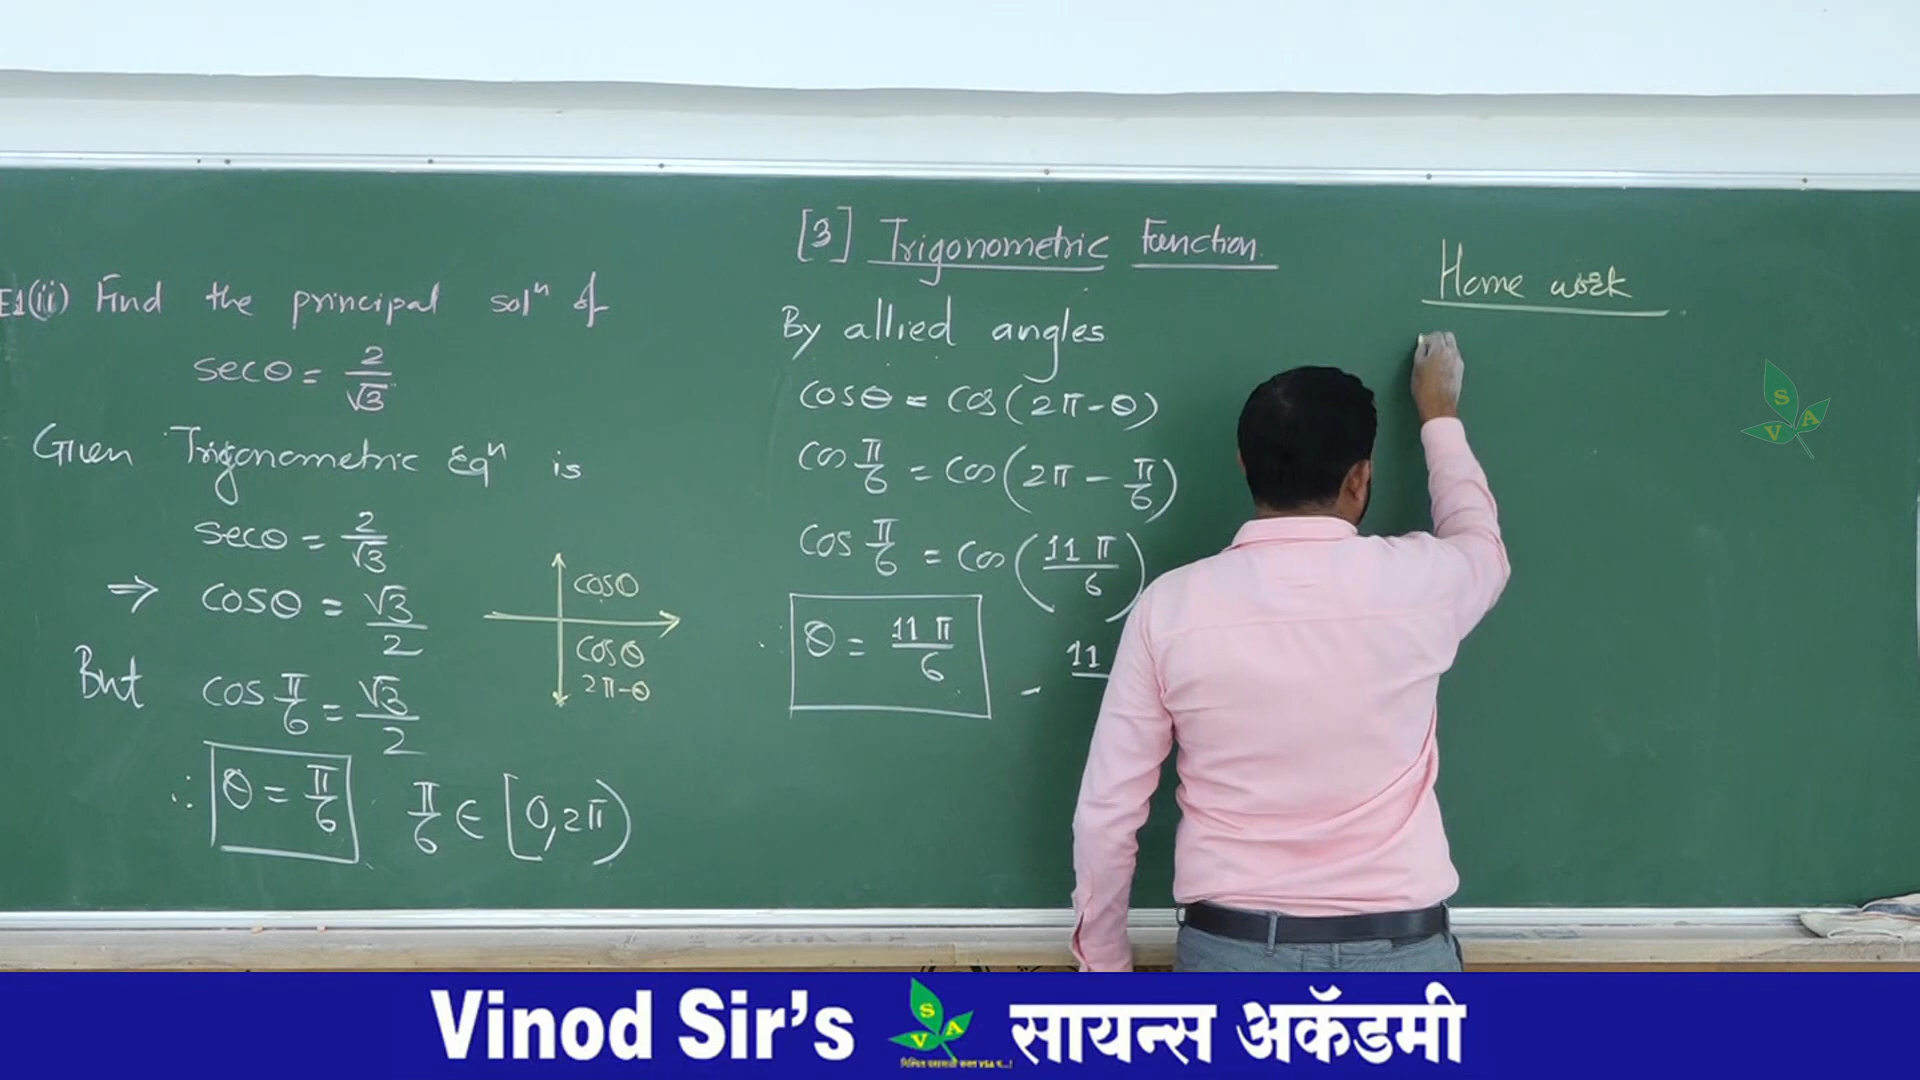 [3] Trigonometric Function.
E1(ii) Find the principal solⁿ of
secθ = 2/√3
Given Trigonometric Eqⁿ is
secθ = 2/√3
⇒ cosθ = √3/2
But cos π/6 = √3/2
∴ θ = π/6 π/6 ∈ [0, 2π)
cosθ
cosθ
2π-θ
By allied angles
cosθ = cos(2π-θ)
cos π/6 = cos(2π - π/6)
cos π/6 = cos(11π/6)
∴ θ = 11π/6 - 11
Home work
S
V A
Vinod Sir's S V A सायन्स अकॅडमी